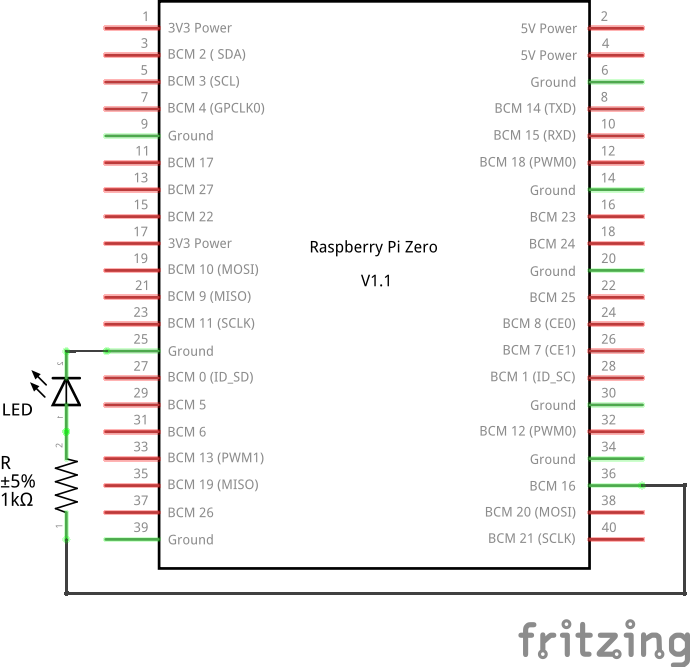 1 3V3 Power 5V Power 2
3 BCM 2 ( SDA) 5V Power 4
5 BCM 3 (SCL) Ground 6
7 BCM 4 (GPCLK0) BCM 14 (TXD) 8
9 Ground BCM 15 (RXD) 10
11 BCM 17 BCM 18 (PWM0) 12
13 BCM 27 Ground 14
15 BCM 22 BCM 23 16
17 3V3 Power BCM 24 18
Raspberry Pi Zero
V1.1
19 BCM 10 (MOSI) Ground 20
21 BCM 9 (MISO) BCM 25 22
23 BCM 11 (SCLK) BCM 8 (CE0) 24
25 Ground BCM 7 (CE1) 26
27 BCM 0 (ID_SD) BCM 1 (ID_SC) 28
29 BCM 5 Ground 30
31 BCM 6 BCM 12 (PWM0) 32
33 BCM 13 (PWM1) Ground 34
35 BCM 19 (MISO) BCM 16 36
37 BCM 26 BCM 20 (MOSI) 38
39 Ground BCM 21 (SCLK) 40
LED
1
2
R
±5%
1kΩ
1
fritzing